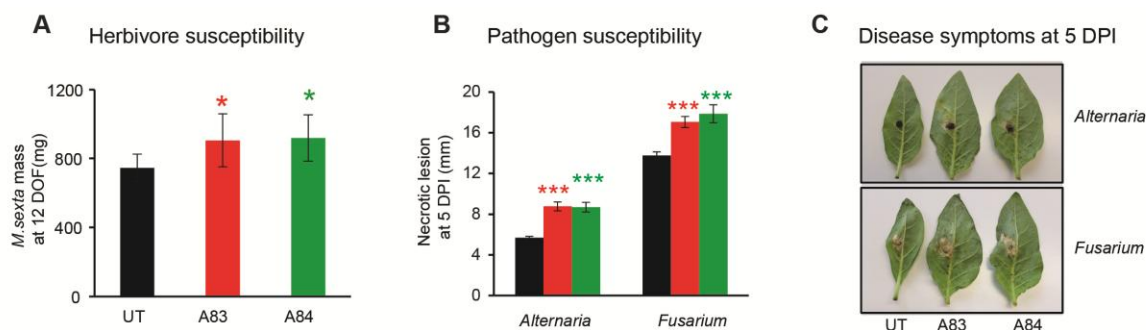 A Herbivore susceptibility
M.sexta mass
at 12 DOF(mg)
1200
800
400
0
*
*
UT A83 A84
B Pathogen susceptibility
Necrotic lesion
at 5 DPI (mm)
20
16
12
8
4
0
*** ***
*** ***
Alternaria Fusarium
C Disease symptoms at 5 DPI
Alternaria
Fusarium
UT A83 A84